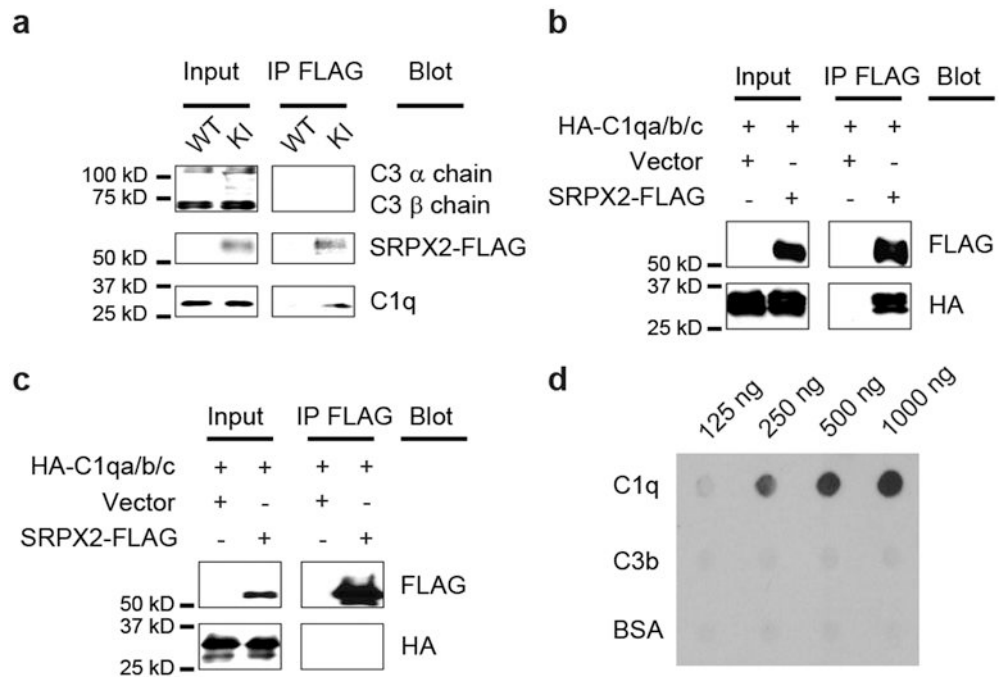 a
Input IP FLAG Blot
WT KI WT KI
100 kD
75 kD
C3 α chain
C3 β chain
50 kD
SRPX2-FLAG
37 kD
25 kD
C1q
b
Input IP FLAG Blot
HA-C1qa/b/c + + + +
Vector + - + -
SRPX2-FLAG - + - +
50 kD
FLAG
37 kD
25 kD
HA
c
Input IP FLAG Blot
HA-C1qa/b/c + + + +
Vector + - + -
SRPX2-FLAG - + - +
50 kD
FLAG
37 kD
25 kD
HA
d
125 ng 250 ng 500 ng 1000 ng
C1q
C3b
BSA